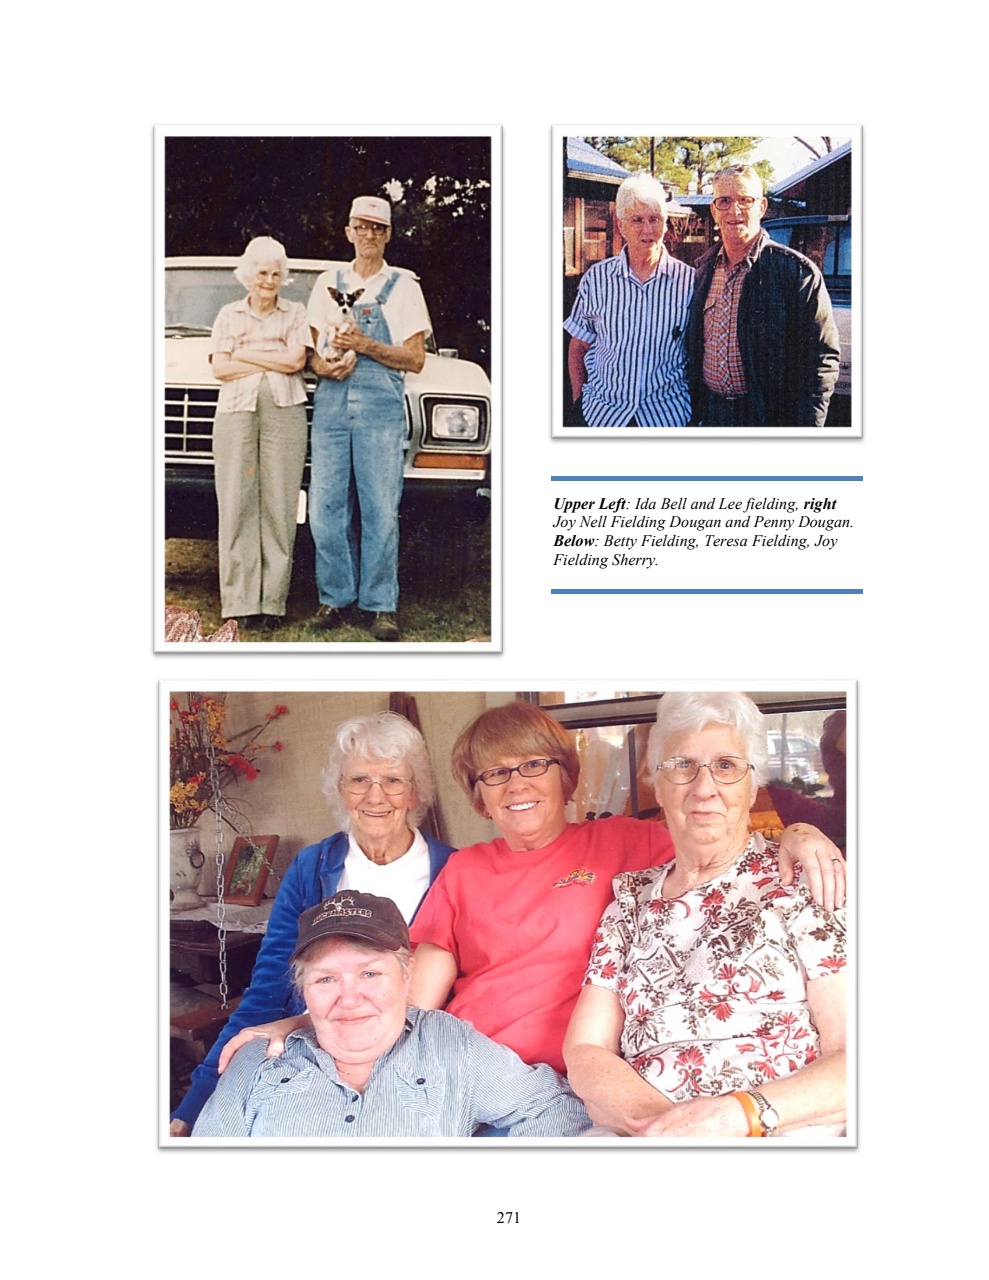 Upper Left: Ida Bell and Lee fielding, right
Joy Nell Fielding Dougan and Penny Dougan.
Below: Betty Fielding, Teresa Fielding, Joy
Fielding Sherry.
BUCKMASTERS
271